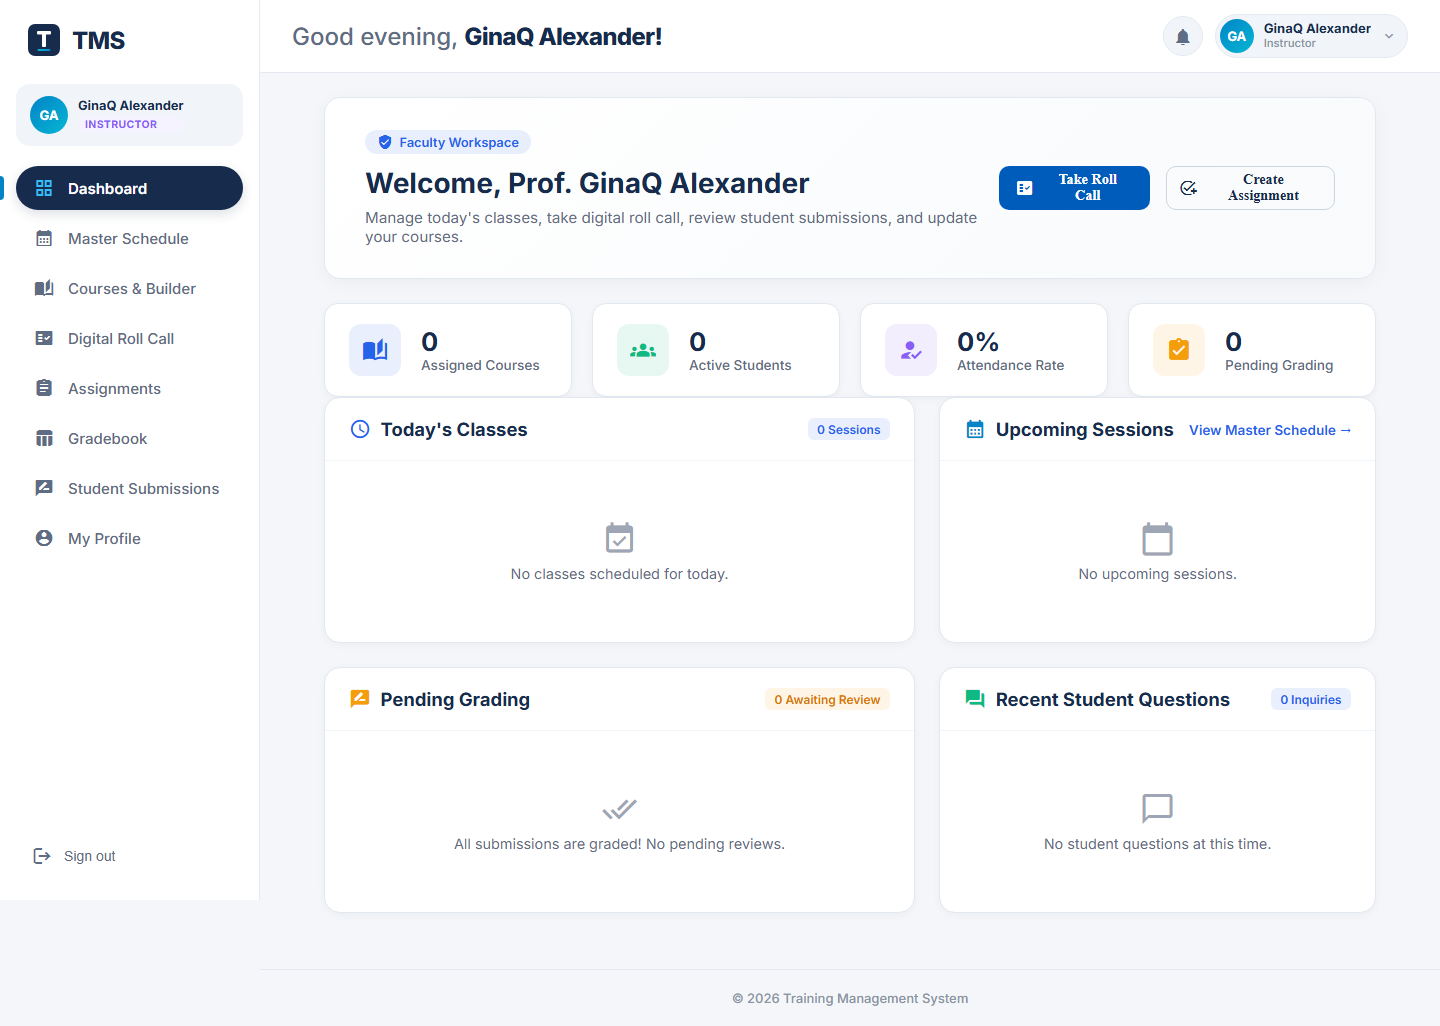 TMS
Good evening, GinaQ Alexander!
GA
GinaQ Alexander
Instructor
GA
GinaQ Alexander
INSTRUCTOR
Dashboard
Master Schedule
Courses & Builder
Digital Roll Call
Assignments
Gradebook
Student Submissions
My Profile
Sign out
Faculty Workspace
Welcome, Prof. GinaQ Alexander
Manage today's classes, take digital roll call, review student submissions, and update
your courses.
Take Roll
Call
Create
Assignment
0
Assigned Courses
0
Active Students
0%
Attendance Rate
0
Pending Grading
Today's Classes
0 Sessions
No classes scheduled for today.
Upcoming Sessions
View Master Schedule →
No upcoming sessions.
Pending Grading
0 Awaiting Review
All submissions are graded! No pending reviews.
Recent Student Questions
0 Inquiries
No student questions at this time.
© 2026 Training Management System